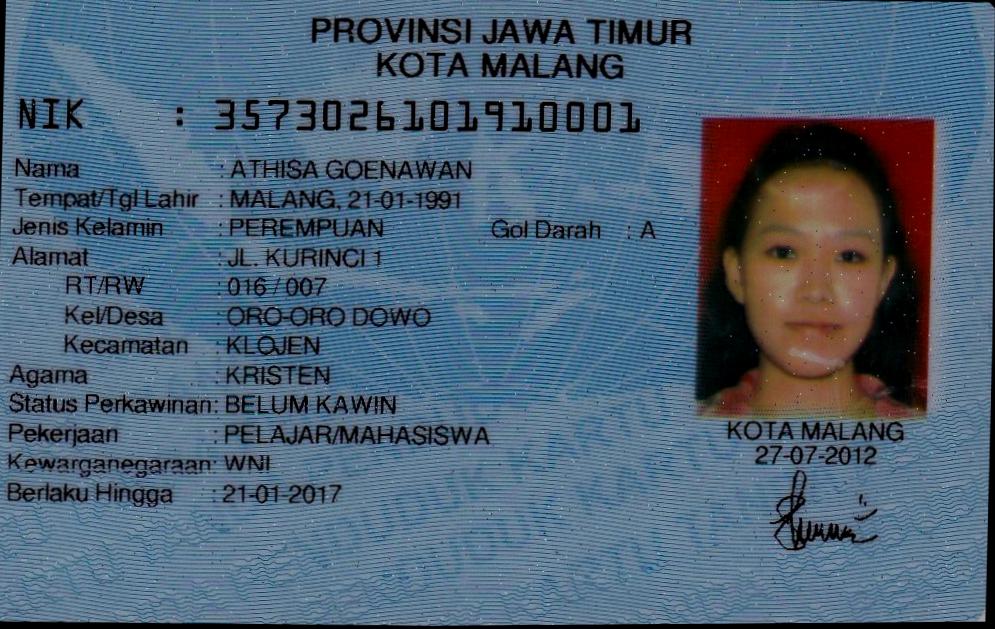 PROVINSI JAWA TIMUR
KOTA MALANG
NIK : 3573026101910001
Nama : ATHISA GOENAWAN
Tempat/Tgl Lahir : MALANG, 21-01-1991
Jenis Kelamin : PEREMPUAN Gol Darah : A
Alamat : JL. KURINCI 1
RT/RW : 016 / 007
Kel/Desa : ORO-ORO DOWO
Kecamatan : KLOJEN
Agama : KRISTEN
Status Perkawinan: BELUM KAWIN
Pekerjaan : PELAJAR/MAHASISWA
Kewarganegaraan: WNI
Berlaku Hingga : 21-01-2017
KOTA MALANG
27-07-2012